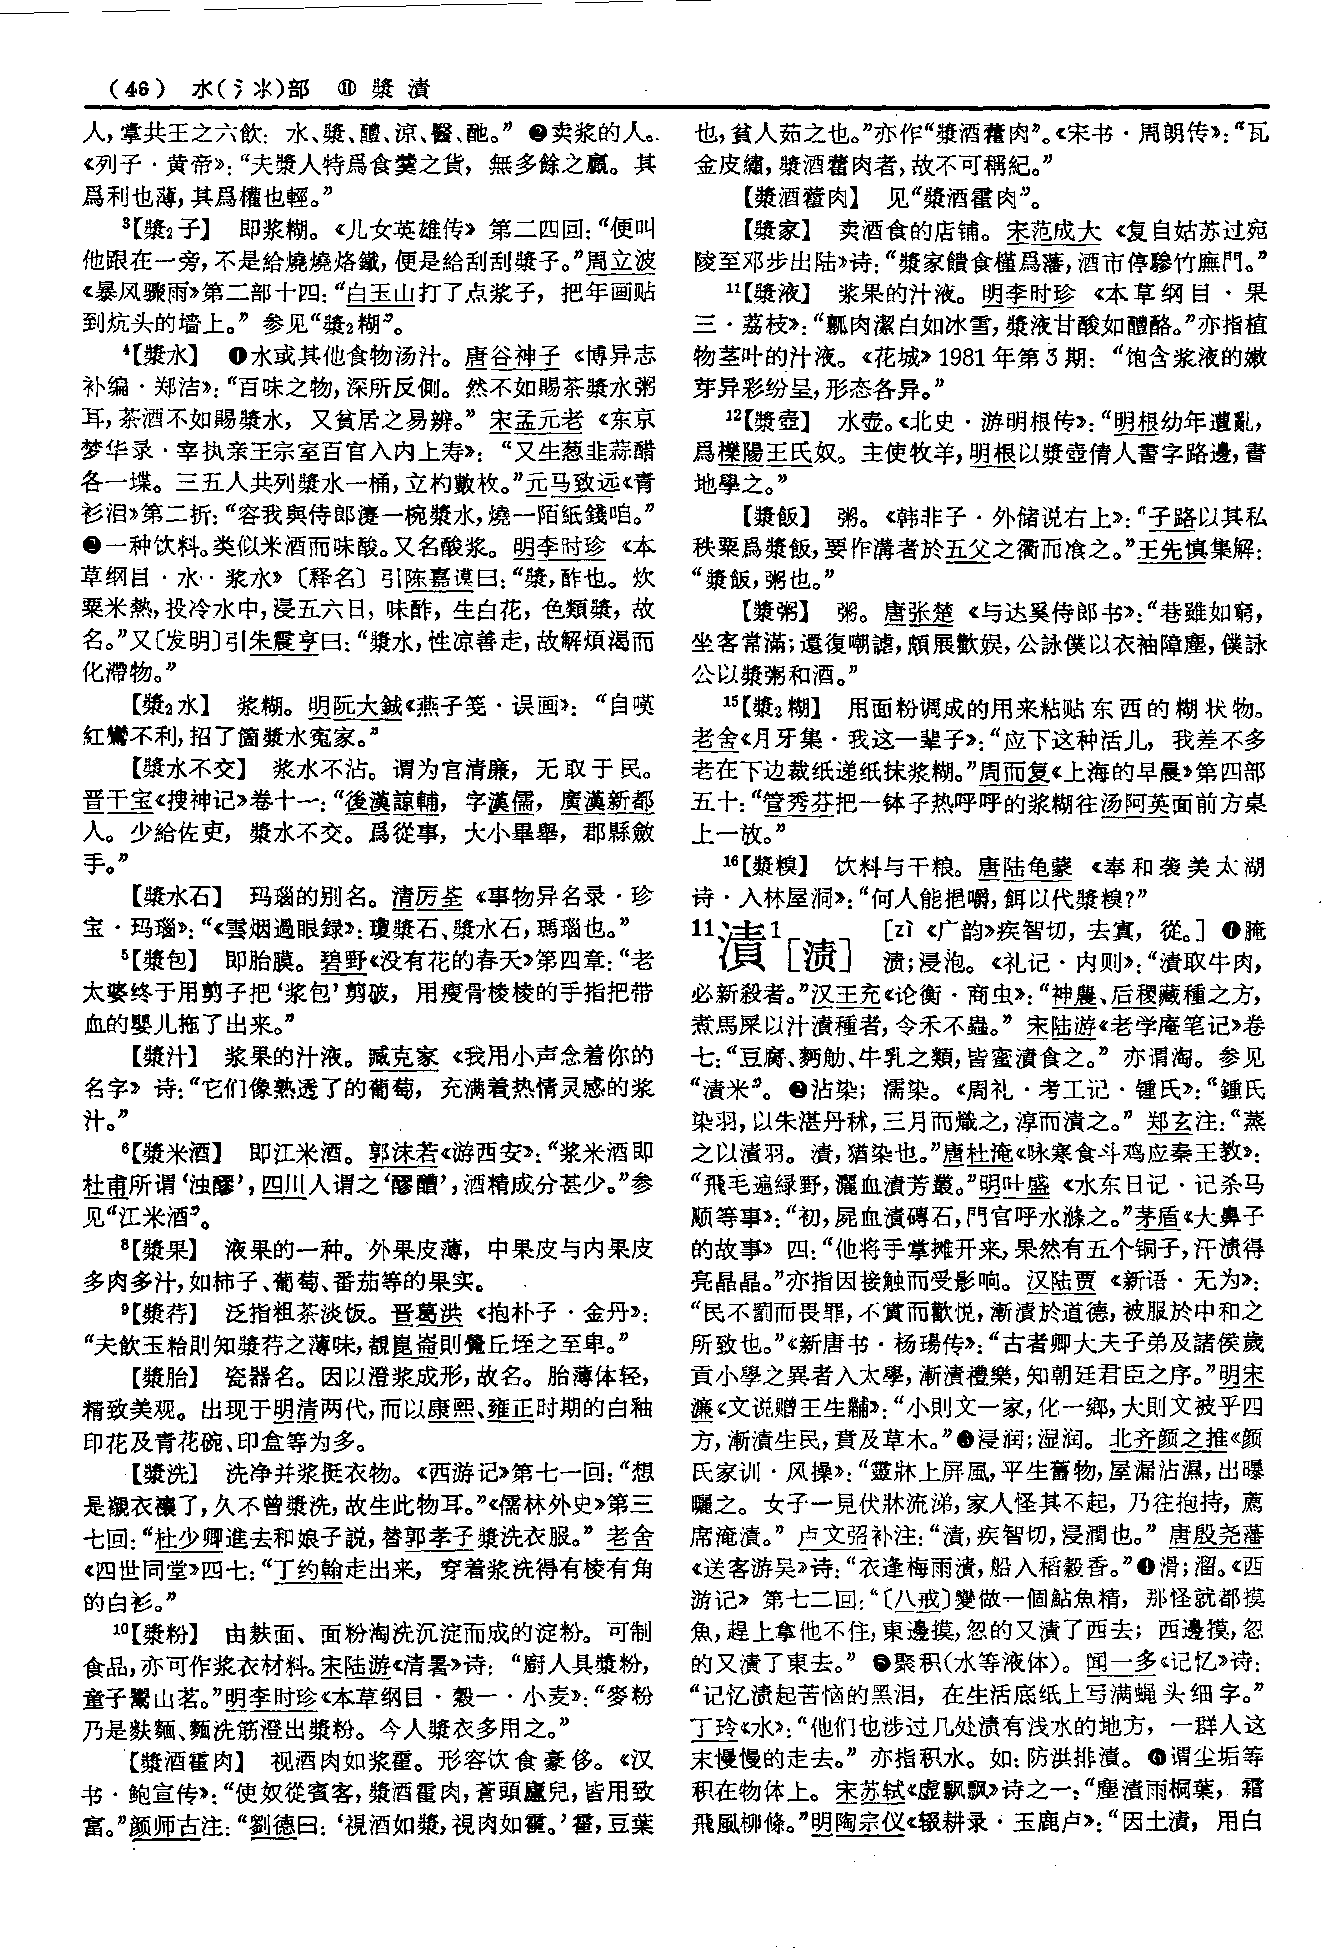 （46） 水(氵氺)部 ⑪ 漿 漬
人，掌共王之六飲：水、漿、醴、涼、醫、酏。”❷卖浆的人。
《列子·黄帝》：“夫漿人特爲食羹之貨，無多餘之贏。其
爲利也薄，其爲權也輕。”
³【漿₂子】 即浆糊。《儿女英雄传》第二四回：“便叫
他跟在一旁，不是給燒燒烙鐵，便是給刮刮漿子。”周立波
《暴风骤雨》第二部十四：“白玉山打了点浆子，把年画贴
到炕头的墙上。”参见“漿₂糊”。
⁴【漿水】 ❶水或其他食物汤汁。唐谷神子《博异志
补编·郑洁》：“百味之物，深所反側。然不如賜茶漿水粥
耳，茶酒不如賜漿水，又貧居之易辨。”宋孟元老《东京
梦华录·宰执亲王宗室百官入内上寿》：“又生葱韭蒜醋
各一堞。三五人共列漿水一桶，立杓數枚。”元马致远《青
衫泪》第二折：“容我與侍郎澆一椀漿水，燒一陌紙錢咱。”
❷一种饮料。类似米酒而味酸。又名酸浆。明李时珍《本
草纲目·水··浆水》〔释名〕引陈嘉谟曰：“漿，酢也。炊
粟米熱，投冷水中，浸五六日，味酢，生白花，色類漿，故
名。”又〔发明〕引朱震亨曰：“漿水，性凉善走，故解煩渴而
化滯物。”
【漿₂水】 浆糊。明阮大鋮《燕子笺·误画》：“自嘆
紅鸞不利，招了箇漿水寃家。”
【漿水不交】 浆水不沾。谓为官清廉，无取于民。
晋干宝《搜神记》卷十一：“後漢諒輔，字漢儒，廣漢新都
人。少給佐吏，漿水不交。爲從事，大小畢舉，郡縣斂
手。”
【漿水石】 玛瑙的别名。清厉荃《事物异名录·珍
宝·玛瑙》：“《雲烟過眼録》：瓊漿石、漿水石，瑪瑙也。”
⁵【漿包】 即胎膜。碧野《没有花的春天》第四章：“老
太婆终于用剪子把‘浆包’剪破，用瘦骨棱棱的手指把带
血的婴儿拖了出来。”
【漿汁】 浆果的汁液。臧克家《我用小声念着你的
名字》诗：“它们像熟透了的葡萄，充满着热情灵感的浆
汁。”
⁶【漿米酒】 即江米酒。郭沫若《游西安》：“浆米酒即
杜甫所谓‘浊醪’，四川人谓之‘醪醩’，酒精成分甚少。”参
见“江米酒”。
⁸【漿果】 液果的一种。外果皮薄，中果皮与内果皮
多肉多汁，如柿子、葡萄、番茄等的果实。
⁹【漿荇】 泛指粗茶淡饭。晋葛洪《抱朴子·金丹》：
“夫飲玉粭則知漿荇之薄味，覩崑崙則覺丘垤之至卑。”
【漿胎】 瓷器名。因以澄浆成形，故名。胎薄体轻，
精致美观。出现于明清两代，而以康熙、雍正时期的白釉
印花及青花碗、印盒等为多。
【漿洗】 洗净并浆挺衣物。《西游记》第七一回：“想
是襯衣禳了，久不曾漿洗，故生此物耳。”《儒林外史》第三
七回：“杜少卿進去和娘子説，替郭孝子漿洗衣服。”老舍
《四世同堂》四七：“丁约翰走出来，穿着浆洗得有棱有角
的白衫。”
¹⁰【漿粉】 由麸面、面粉淘洗沉淀而成的淀粉。可制
食品，亦可作浆衣材料。宋陆游《清暑》诗：“廚人具漿粉，
童子鬻山茗。”明李时珍《本草纲目·穀一·小麦》：“麥粉
乃是麩麵、麵洗筋澄出漿粉。今人漿衣多用之。”
【漿酒霍肉】 视酒肉如浆霍。形容饮食豪侈。《汉
书·鲍宣传》：“使奴從賓客，漿酒霍肉，蒼頭廬兒，皆用致
富。”颜师古注：“劉德曰：‘視酒如漿，視肉如霍。’霍，豆葉
也，貧人茹之也。”亦作“漿酒藿肉”。《宋书·周朗传》：“瓦
金皮繡，漿酒藿肉者，故不可稱紀。”
【漿酒藿肉】 见“漿酒霍肉”。
【漿家】 卖酒食的店铺。宋范成大《复自姑苏过宛
陵至邓步出陆》诗：“漿家饋食槿爲藩，酒市停驂竹廡門。”
¹¹【漿液】 浆果的汁液。明李时珍《本草纲目·果
三·荔枝》：“瓤肉潔白如冰雪，漿液甘酸如醴酪。”亦指植
物茎叶的汁液。《花城》1981年第3期：“饱含浆液的嫩
芽异彩纷呈，形态各异。”
¹²【漿壺】 水壶。《北史·游明根传》：“明根幼年遭亂，
爲櫟陽王氏奴。主使牧羊，明根以漿壺倩人書字路邊，書
地學之。”
【漿飯】 粥。《韩非子·外储说右上》：“子路以其私
秩粟爲漿飯，要作溝者於五父之衢而飡之。”王先慎集解：
“漿飯，粥也。”
【漿粥】 粥。唐张楚《与达奚侍郎书》：“巷雖如窮，
坐客常滿；還復嘲謔，頗展歡娱，公詠僕以衣袖障塵，僕詠
公以漿粥和酒。”
¹⁵【漿₂糊】 用面粉调成的用来粘贴东西的糊状物。
老舍《月牙集·我这一辈子》：“应下这种活儿，我差不多
老在下边裁纸递纸抹浆糊。”周而复《上海的早晨》第四部
五十：“管秀芬把一钵子热呼呼的浆糊往汤阿英面前方桌
上一放。”
¹⁶【漿糗】 饮料与干粮。唐陆龟蒙《奉和袭美太湖
诗·入林屋洞》：“何人能挹嚼，餌以代漿糗？”
11漬¹［渍］ ［zì《广韵》疾智切，去寘，從。］❶腌
渍；浸泡。《礼记·内则》：“漬取牛肉，
必新殺者。”汉王充《论衡·商虫》：“神農、后稷藏種之方，
煮馬屎以汁漬種者，令禾不蟲。”宋陆游《老学庵笔记》卷
七：“豆腐、麪觔、牛乳之類，皆蜜漬食之。”亦谓淘。参见
“漬米”。❷沾染；濡染。《周礼·考工记·锺氏》：“鍾氏
染羽，以朱湛丹秫，三月而熾之，淳而漬之。”郑玄注：“蒸
之以漬羽。漬，猶染也。”唐杜淹《咏寒食斗鸡应秦王教》：
“飛毛遍緑野，灑血漬芳叢。”明叶盛《水东日记·记杀马
顺等事》：“初，屍血漬磚石，門官呼水滌之。”茅盾《大鼻子
的故事》四：“他将手掌摊开来，果然有五个铜子，汗渍得
亮晶晶。”亦指因接触而受影响。汉陆贾《新语·无为》：
“民不罰而畏罪，不賞而歡悦，漸漬於道德，被服於中和之
所致也。”《新唐书·杨玚传》：“古者卿大夫子弟及諸侯歲
貢小學之異者入太學，漸漬禮樂，知朝廷君臣之序。”明宋
濂《文说赠王生黼》：“小則文一家，化一鄉，大則文被乎四
方，漸漬生民，賁及草木。”❸浸润；湿润。北齐颜之推《颜
氏家训·风操》：“靈牀上屏風，平生舊物，屋漏沾濕，出曝
曬之。女子一見伏牀流涕，家人怪其不起，乃往抱持，薦
席淹漬。”卢文弨补注：“漬，疾智切，浸潤也。”唐殷尧藩
《送客游吴》诗：“衣逢梅雨漬，船入稻穀香。”❹滑；溜。《西
游记》第七二回：“〔八戒〕變做一個鮎魚精，那怪就都摸
魚，趕上拿他不住，東邊摸，忽的又漬了西去；西邊摸，忽
的又漬了東去。”❺聚积（水等液体）。闻一多《记忆》诗：
“记忆渍起苦恼的黑泪，在生活底纸上写满蝇头细字。”
丁玲《水》：“他们也涉过几处渍有浅水的地方，一群人这
末慢慢的走去。”亦指积水。如：防洪排渍。❻谓尘垢等
积在物体上。宋苏轼《虚飘飘》诗之一：“塵漬雨桐葉，霜
飛風柳條。”明陶宗仪《辍耕录·玉鹿卢》：“因土漬，用白